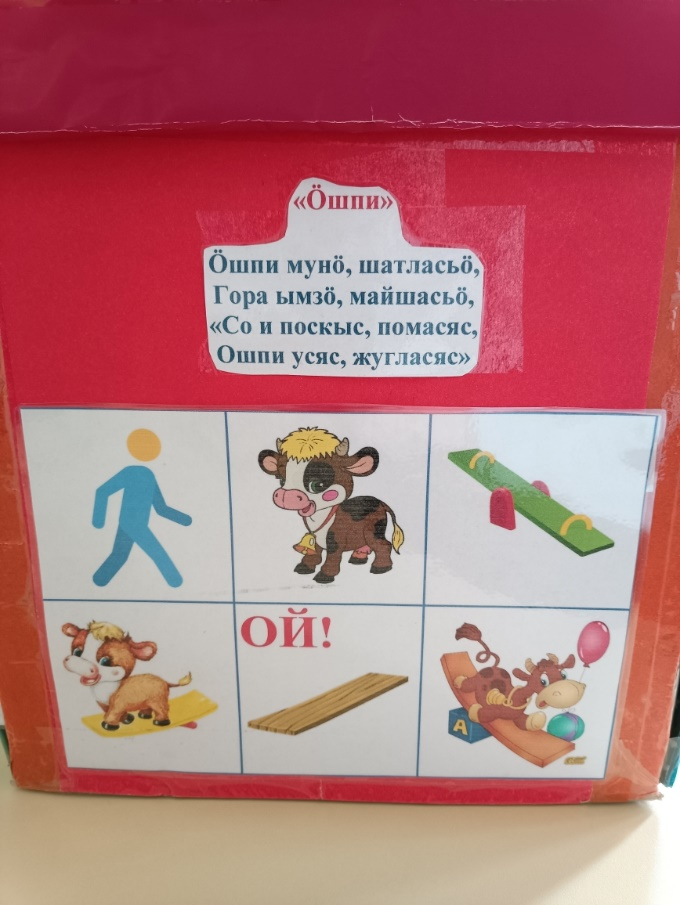 «Öшпи»
Öшпи мунö, шатласьö,
Гора ымзö, майшасьö,
«Со и поскыс, помасяс,
Ошпи усяс, жугласяс»
ОЙ!
А